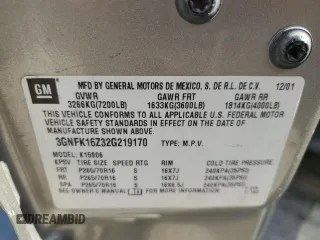 GM
MFD BY GENERAL MOTORS DE MEXICO. S. DE R.L. DE C.V. 12/01
GVWR GAWR FRT GAWR RR
3266KG(7200LB) 1633KG(3600LB) 1814KG(4000LB)
THIS VEHICLE CONFORMS TO ALL APPLICABLE U.S. FEDERAL MOTOR
VEHICLE SAFETY STANDARDS IN EFFECT ON THE DATE OF
MANUFACTURE SHOWN ABOVE.
3GNFK16Z32G219170 TYPE: M.P.V.
MODEL: K15906
TIRE SIZE SPEED RTG RIM COLD TIRE PRESSURE
FRT P265/70R16 S 16X7J
RR P265/70R16 S 16X7J
SPA P265/70R16 S
SEE OWNER'S MANUAL FOR MORE INFORMATION.
AUTOBIDMASTER